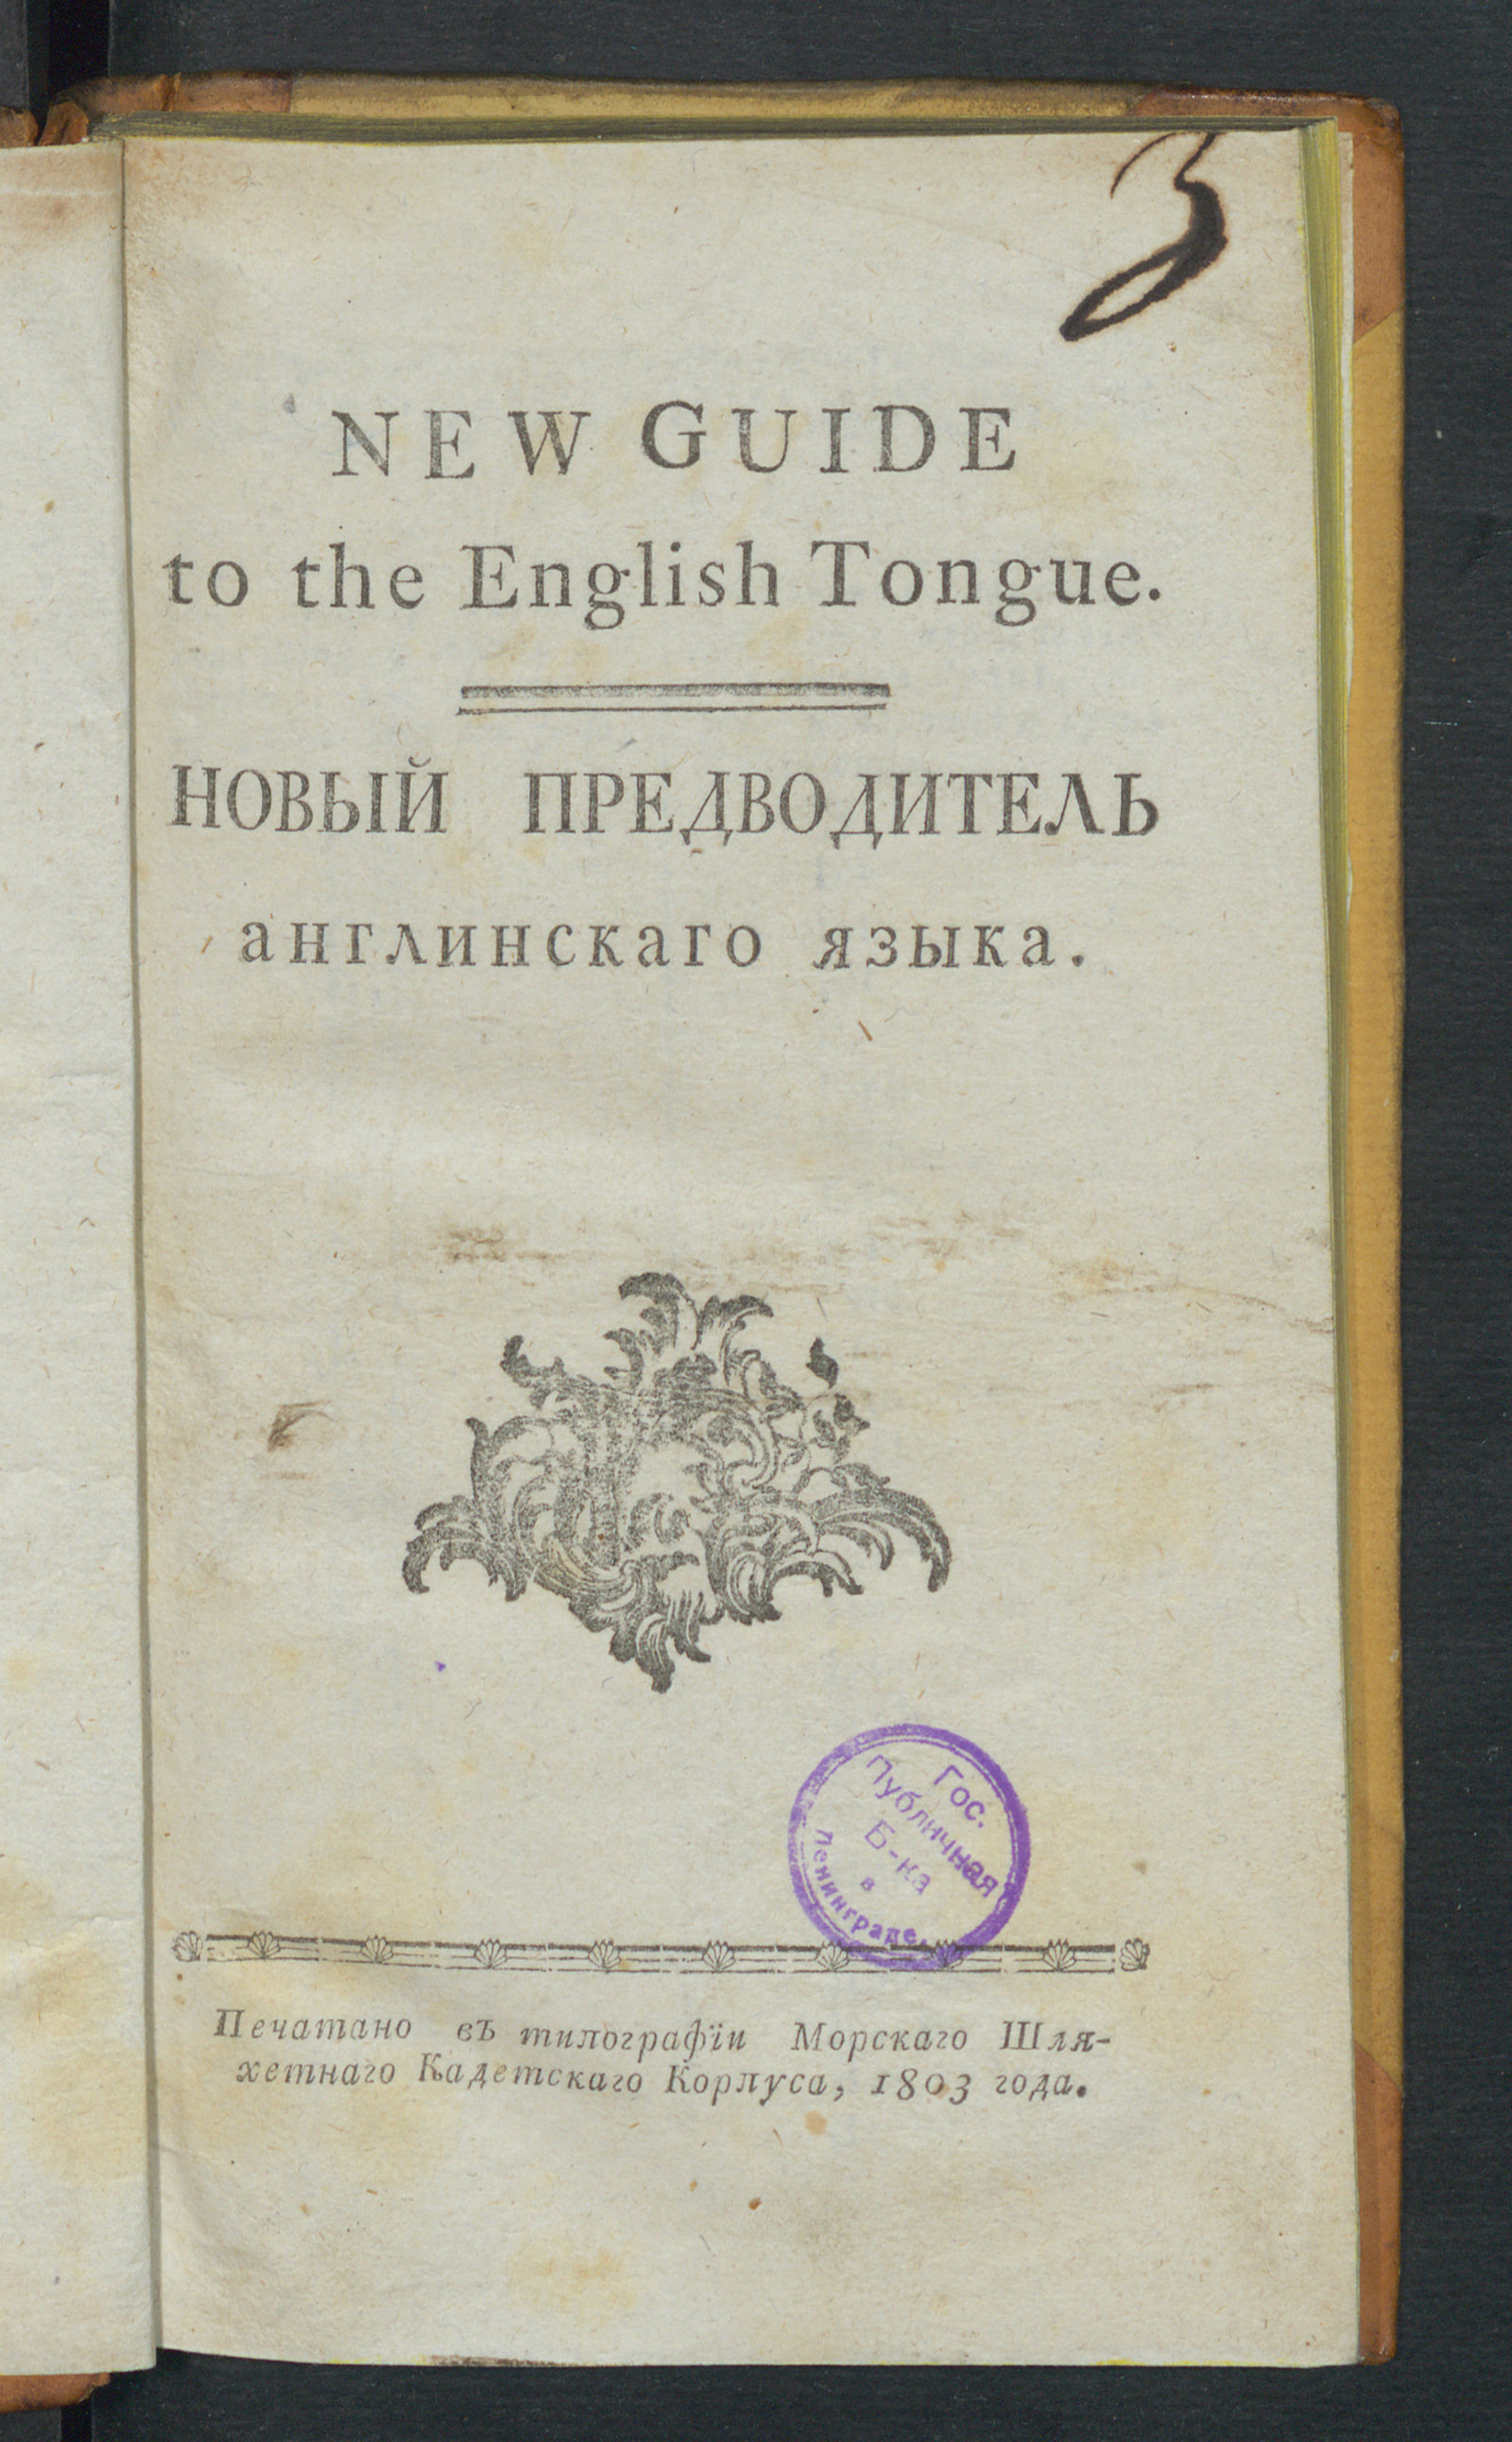 3
NEW GUIDE
to the English Tongue.
НОВЫЙ ПРЕДВОДИТЕЛЬ
англинскаго языка.
Гос.
Публичная
Б-ка
в
Ленинграде.
Печатано въ типографїи Морскаго Шля-
хетнаго Кадетскаго Корпуса, 1803 года.